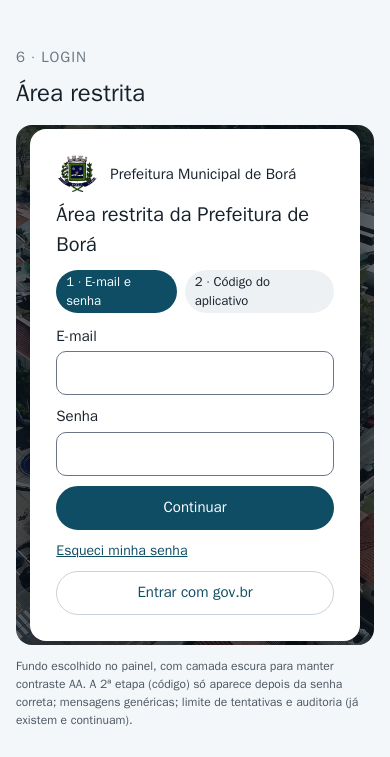 6 · LOGIN
Área restrita
Prefeitura Municipal de Borá
Área restrita da Prefeitura de
Borá
1 · E-mail e
senha
2 · Código do
aplicativo
E-mail
Senha
Continuar
Esqueci minha senha
Entrar com gov.br
Fundo escolhido no painel, com camada escura para manter
contraste AA. A 2ª etapa (código) só aparece depois da senha
correta; mensagens genéricas; limite de tentativas e auditoria (já
existem e continuam).